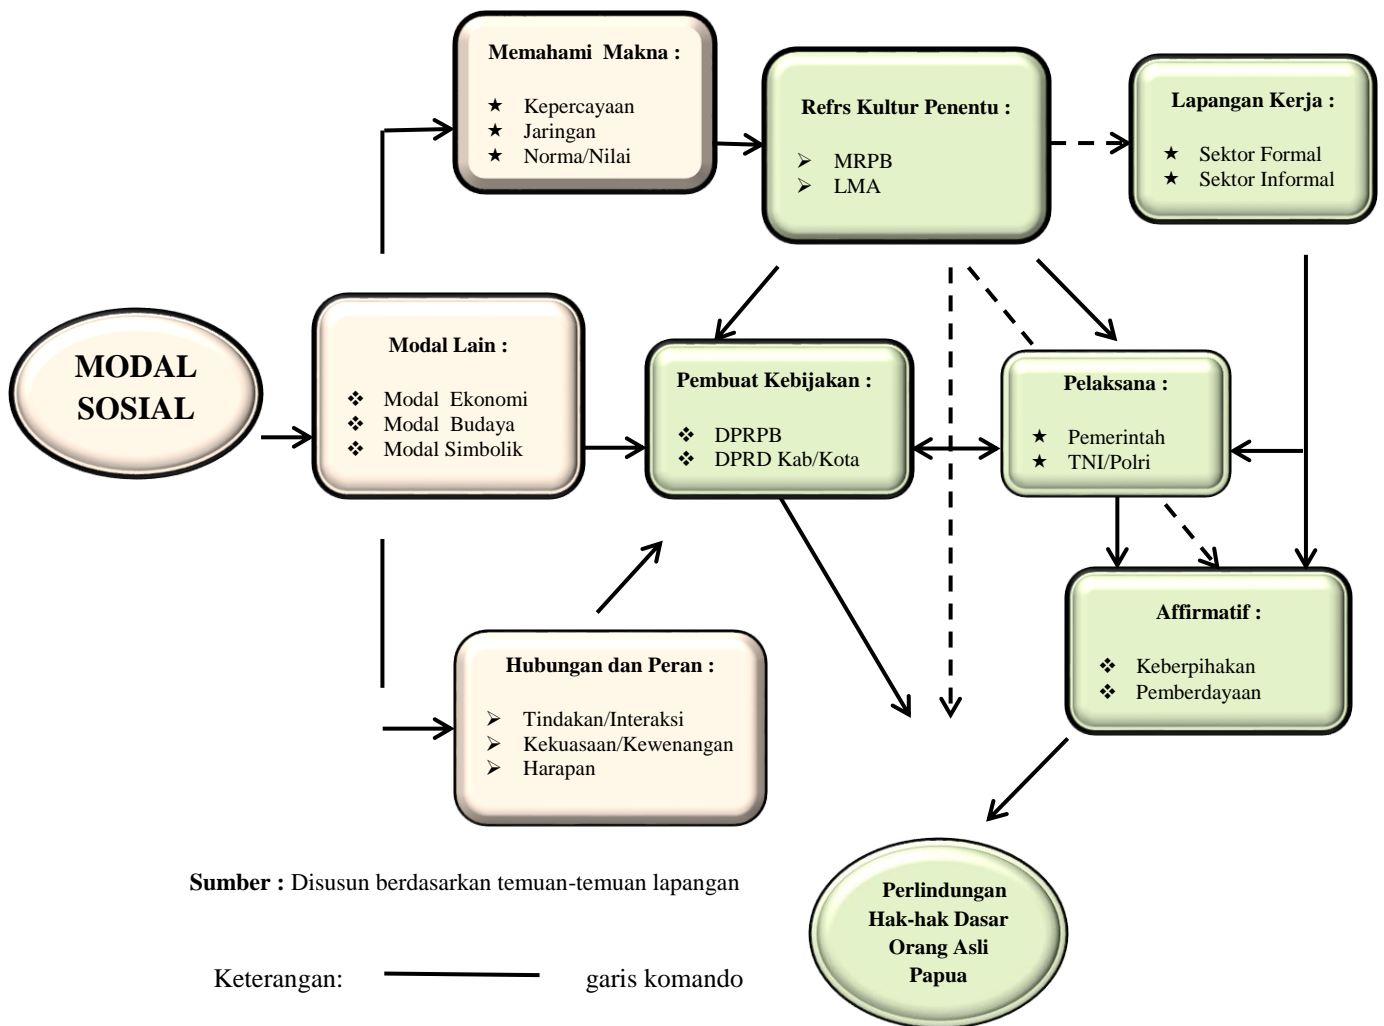 Memahami Makna :
Kepercayaan
Jaringan
Norma/Nilai
Refrs Kultur Penentu :
MRPB
LMA
Lapangan Kerja :
Sektor Formal
Sektor Informal
MODAL
SOSIAL
Modal Lain :
Modal Ekonomi
Modal Budaya
Modal Simbolik
Pembuat Kebijakan :
DPRPB
DPRD Kab/Kota
Pelaksana :
Pemerintah
TNI/Polri
Affirmatif :
Keberpihakan
Pemberdayaan
Hubungan dan Peran :
Tindakan/Interaksi
Kekuasaan/Kewenangan
Harapan
Perlindungan
Hak-hak Dasar
Orang Asli
Papua
Sumber : Disusun berdasarkan temuan-temuan lapangan
Keterangan: garis komando